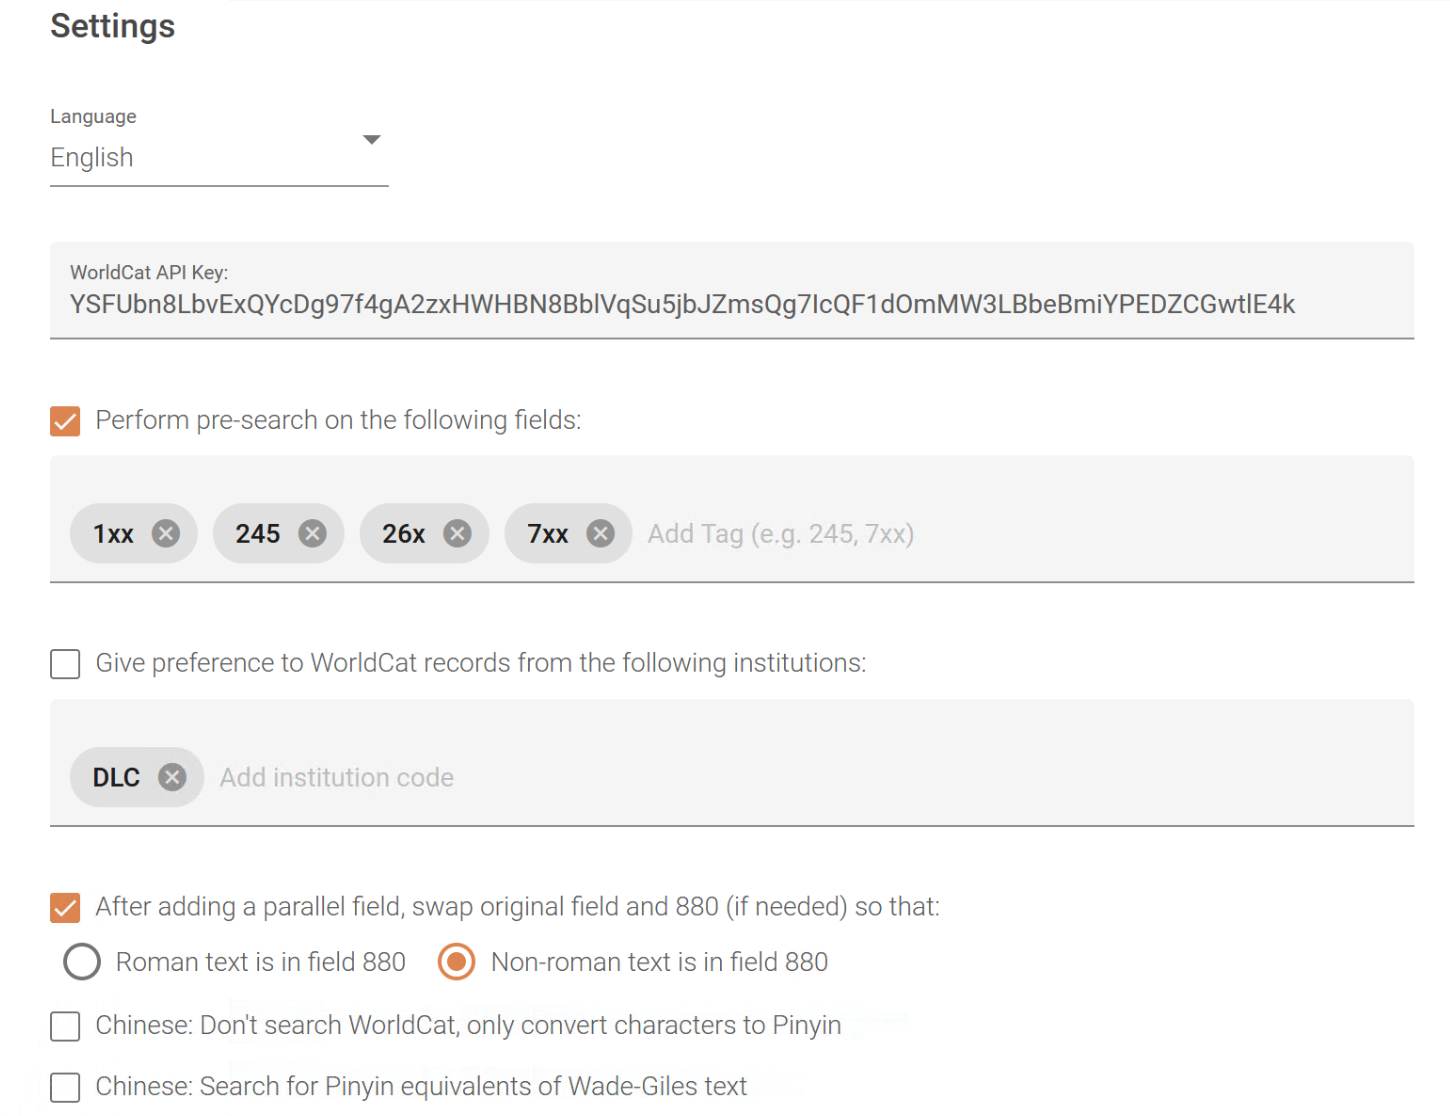 Settings
Language
English
WorldCat API Key:
YSFUbn8LbvExQYcDg97f4gA2zxHWHBN8BblVqSu5jbJZmsQg7IcQF1dOmMW3LBbeBmiYPEDZCGwtlE4k
Perform pre-search on the following fields:
1xx 245 26x 7xx Add Tag (e.g. 245, 7xx)
Give preference to WorldCat records from the following institutions:
DLC Add institution code
After adding a parallel field, swap original field and 880 (if needed) so that:
Roman text is in field 880 Non-roman text is in field 880
Chinese: Don't search WorldCat, only convert characters to Pinyin
Chinese: Search for Pinyin equivalents of Wade-Giles text